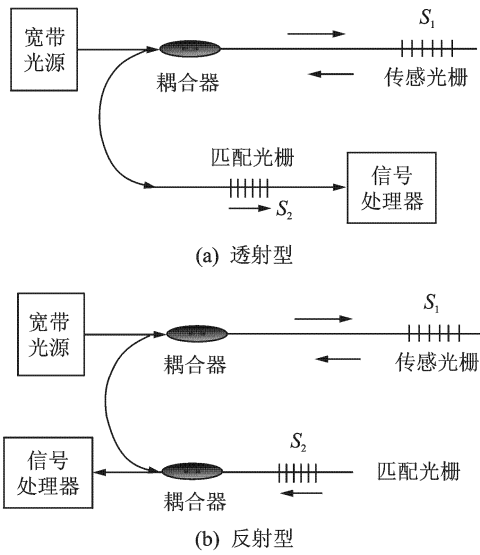 宽带
光源
耦合器
S₁
传感光栅
匹配光栅
S₂
信号
处理器
(a) 透射型
宽带
光源
耦合器
S₁
传感光栅
信号
处理器
耦合器
S₂
匹配光栅
(b) 反射型